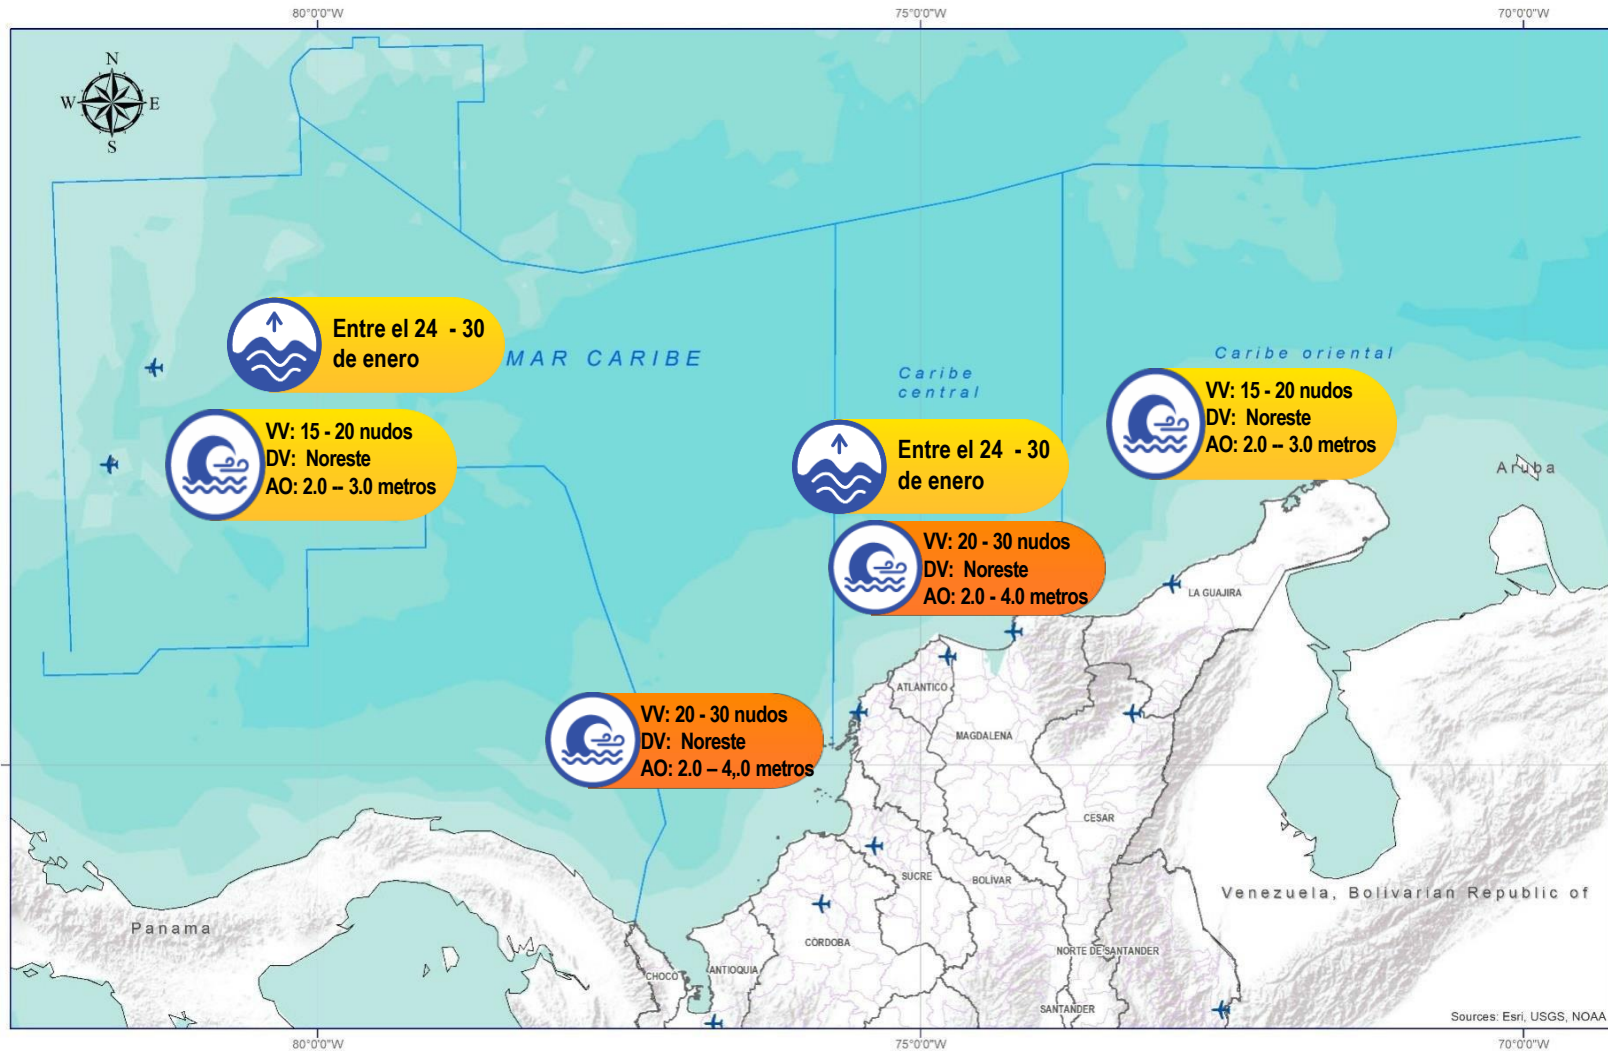 80°0'0"W
75°0'0"W
70°0'0"W
N
W
E
S
Entre el 24 - 30
de enero
MAR CARIBE
VV: 15 - 20 nudos
DV: Noreste
AO: 2.0 – 3.0 metros
Caribe
central
Caribe oriental
VV: 15 - 20 nudos
DV: Noreste
AO: 2.0 – 3.0 metros
Entre el 24 - 30
de enero
VV: 20 - 30 nudos
DV: Noreste
AO: 2.0 - 4.0 metros
Aruba
LA GUAJIRA
VV: 20 - 30 nudos
DV: Noreste
AO: 2.0 – 4,.0 metros
ATLÁNTICO
MAGDALENA
CESAR
SUCRE
BOLÍVAR
Venezuela, Bolivarian Republic of
Panama
CÓRDOBA
NORTE DE SANTANDER
CHOCÓ
ANTIOQUIA
SANTANDER
Sources: Esri, USGS, NOAA
80°0'0"W
75°0'0"W
70°0'0"W